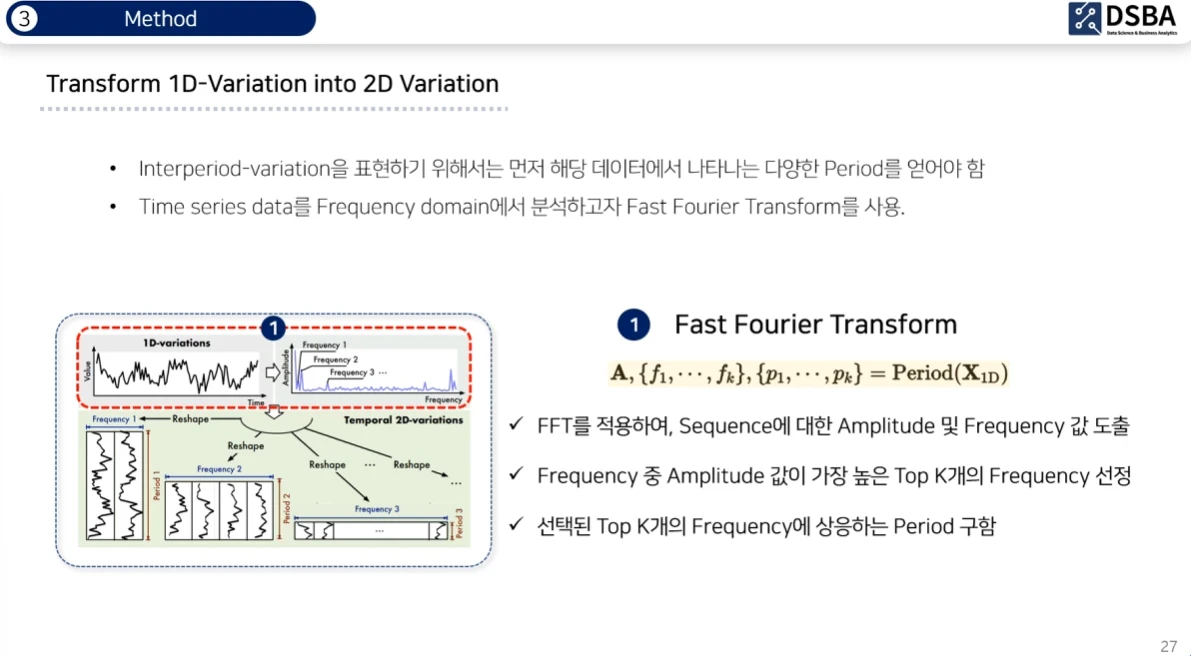 3 Method
DSBA
Data Science & Business Analytics
Transform 1D-Variation into 2D Variation
• Interperiod-variation을 표현하기 위해서는 먼저 해당 데이터에서 나타나는 다양한 Period를 얻어야 함
• Time series data를 Frequency domain에서 분석하고자 Fast Fourier Transform를 사용.
1
1D-variations
Value
Time
Amplitude
Frequency 1
Frequency 2
Frequency 3 ...
Frequency
Temporal 2D-variations
Frequency 1
Reshape
Period 1
Reshape
Frequency 2
Period 2
Reshape
...
Reshape
...
Frequency 3
...
Period 3
1 Fast Fourier Transform
A, {f₁, ⋯, fₖ}, {p₁, ⋯, pₖ} = Period(X₁D)
✓ FFT를 적용하여, Sequence에 대한 Amplitude 및 Frequency 값 도출
✓ Frequency 중 Amplitude 값이 가장 높은 Top K개의 Frequency 선정
✓ 선택된 Top K개의 Frequency에 상응하는 Period 구함
27